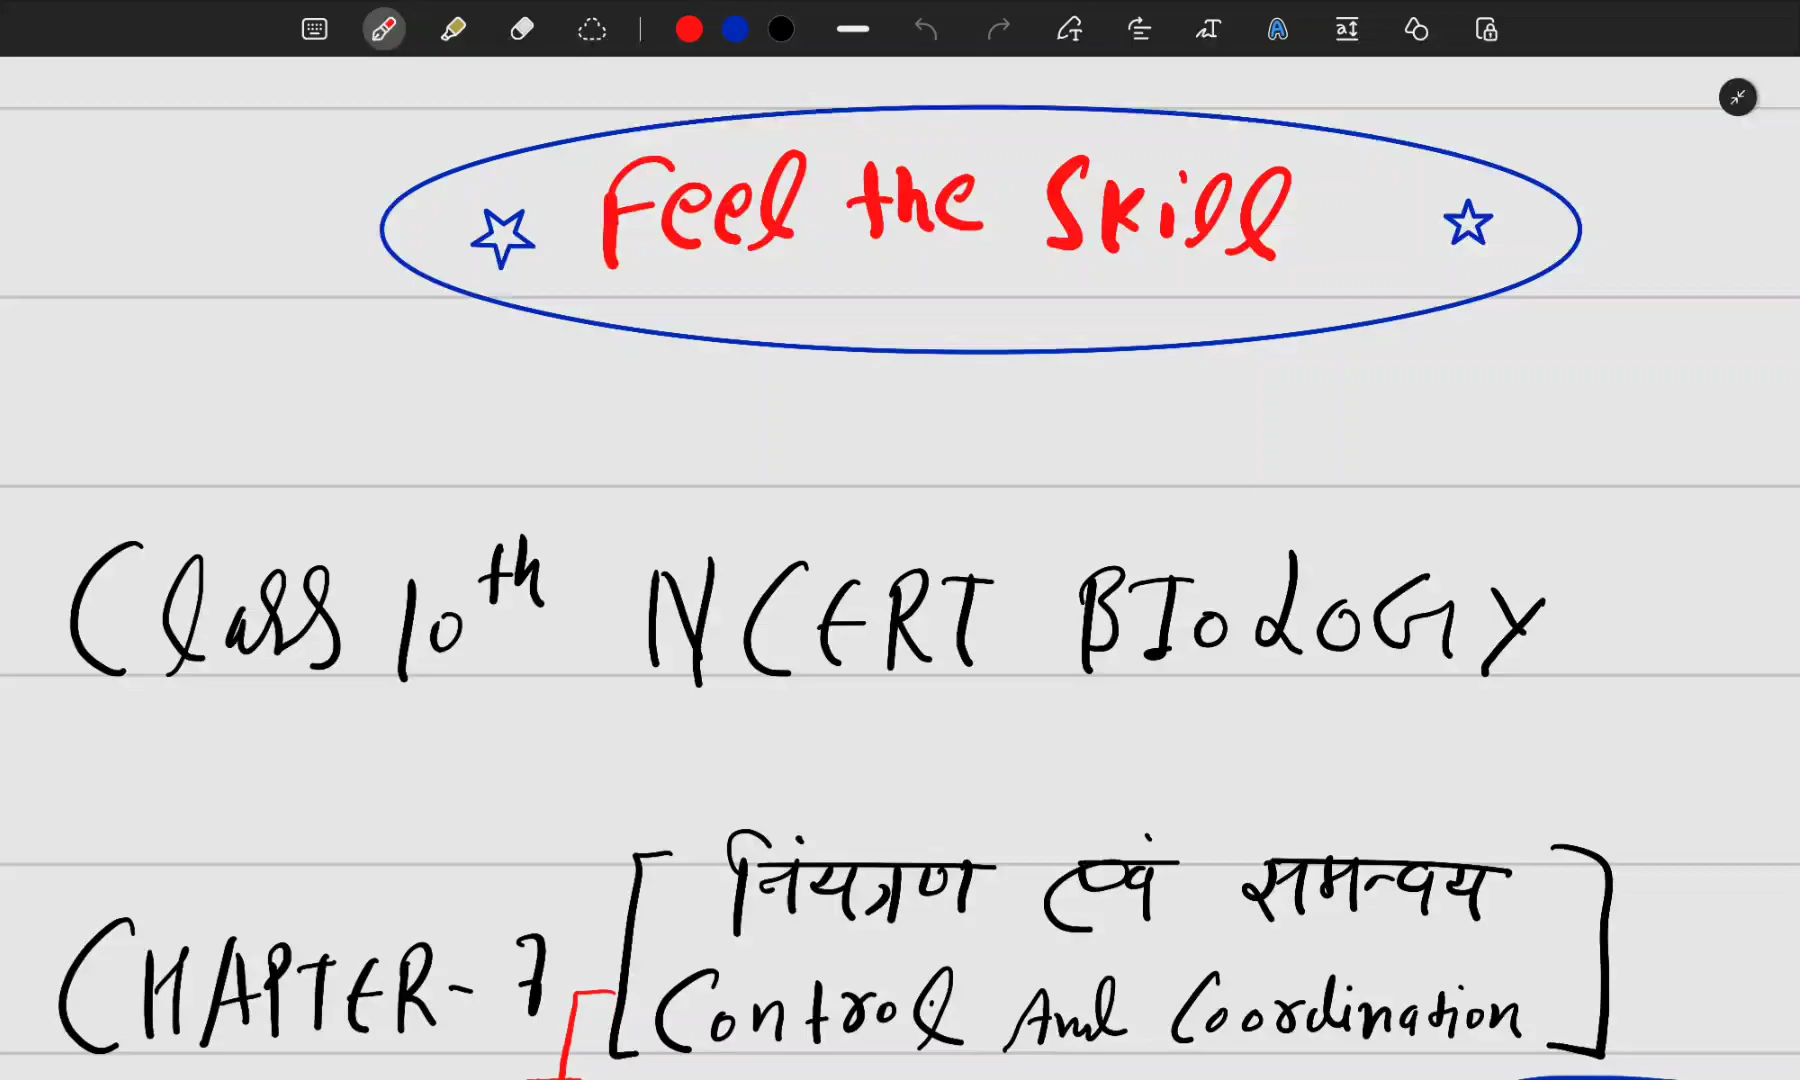 Feel the Skill
Class 10th NCERT BIOLOGY
नियंत्रण एवं समन्वय
CHAPTER- 7
Control And Coordination